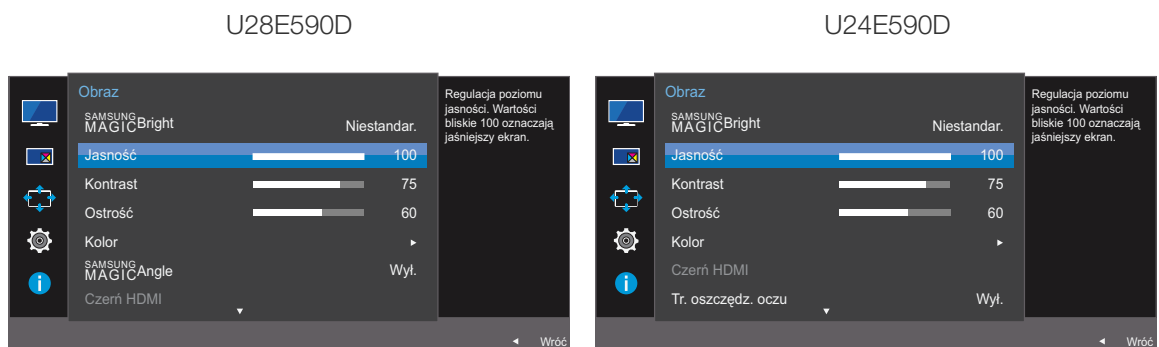 U28E590D
Obraz
SAMSUNG
MAGICBright Niestandar.
Jasność 100
Kontrast 75
Ostrość 60
Kolor ►
SAMSUNG
MAGICAngle Wył.
Czerń HDMI
▼
Regulacja poziomu
jasności. Wartości
bliskie 100 oznaczają
jaśniejszy ekran.
◄ Wróć
U24E590D
Obraz
SAMSUNG
MAGICBright Niestandar.
Jasność 100
Kontrast 75
Ostrość 60
Kolor ►
Czerń HDMI
Tr. oszczędz. oczu Wył.
▼
Regulacja poziomu
jasności. Wartości
bliskie 100 oznaczają
jaśniejszy ekran.
◄ Wróć